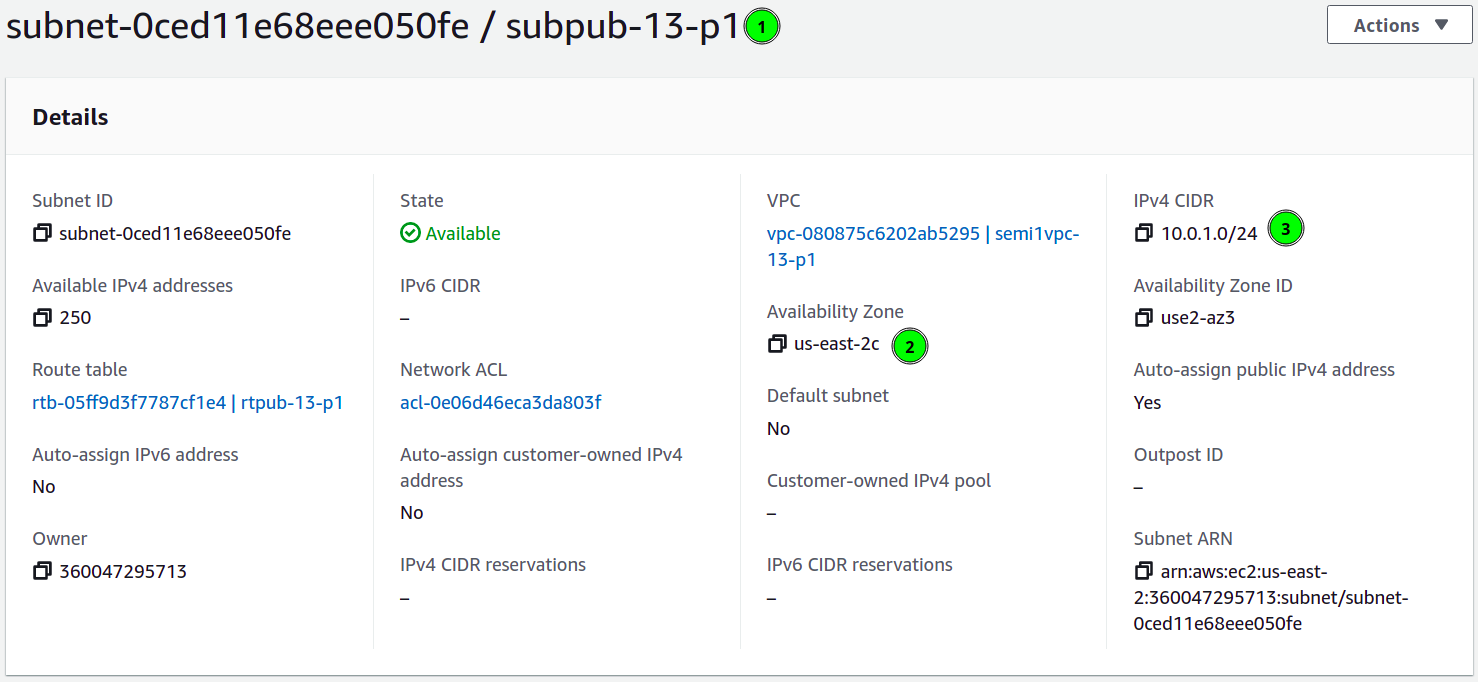 subnet-0ced11e68eee050fe / subpub-13-p1
1
Actions
Details
Subnet ID
subnet-0ced11e68eee050fe
Available IPv4 addresses
250
Route table
rtb-05ff9d3f7787cf1e4 | rtpub-13-p1
Auto-assign IPv6 address
No
Owner
360047295713
State
Available
IPv6 CIDR
–
Network ACL
acl-0e06d46eca3da803f
Auto-assign customer-owned IPv4
address
No
IPv4 CIDR reservations
–
VPC
vpc-080875c6202ab5295 | semi1vpc-
13-p1
Availability Zone
us-east-2c
2
Default subnet
No
Customer-owned IPv4 pool
–
IPv6 CIDR reservations
–
IPv4 CIDR
10.0.1.0/24
3
Availability Zone ID
use2-az3
Auto-assign public IPv4 address
Yes
Outpost ID
–
Subnet ARN
arn:aws:ec2:us-east-
2:360047295713:subnet/subnet-
0ced11e68eee050fe